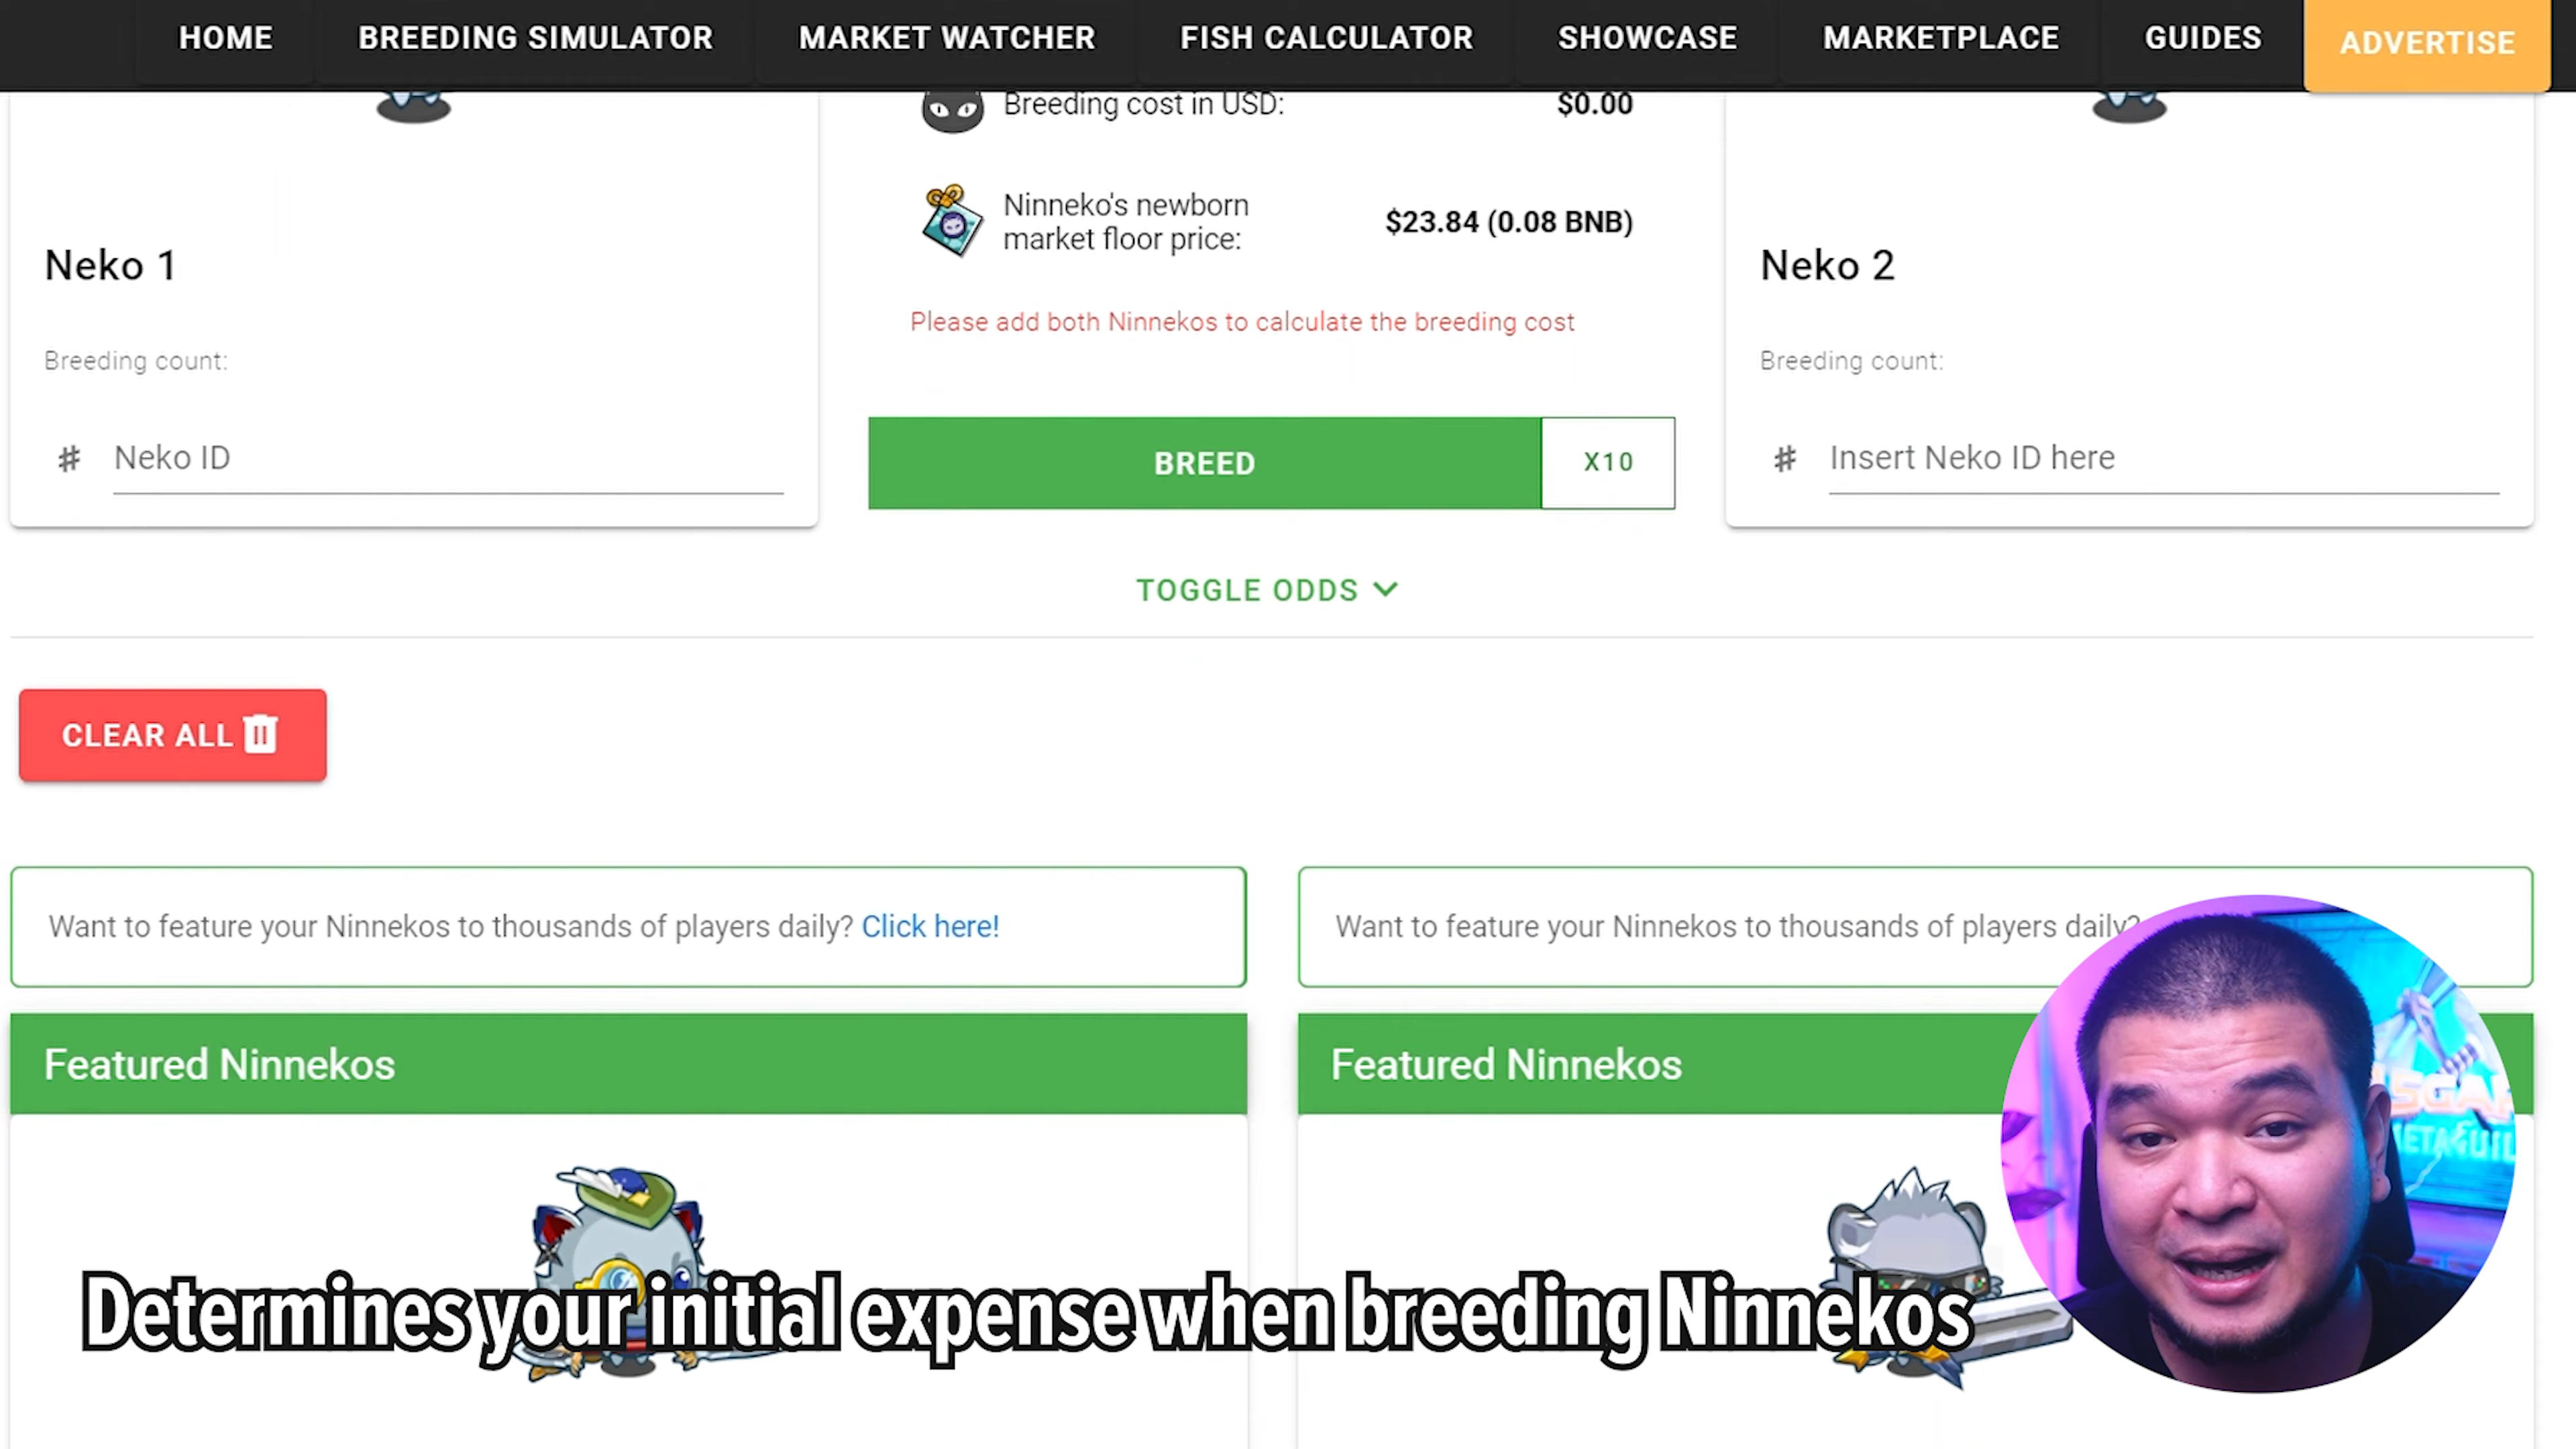 HOME BREEDING SIMULATOR MARKET WATCHER FISH CALCULATOR SHOWCASE MARKETPLACE GUIDES ADVERTISE
Breeding cost in USD: $0.00
Ninneko's newborn
market floor price: $23.84 (0.08 BNB)
Neko 1
Neko 2
Please add both Ninnekos to calculate the breeding cost
Breeding count:
Breeding count:
# Neko ID
BREED X10
# Insert Neko ID here
TOGGLE ODDS
CLEAR ALL
Want to feature your Ninnekos to thousands of players daily? Click here!
Want to feature your Ninnekos to thousands of players daily?
Featured Ninnekos
Featured Ninnekos
Determines your initial expense when breeding Ninnekos